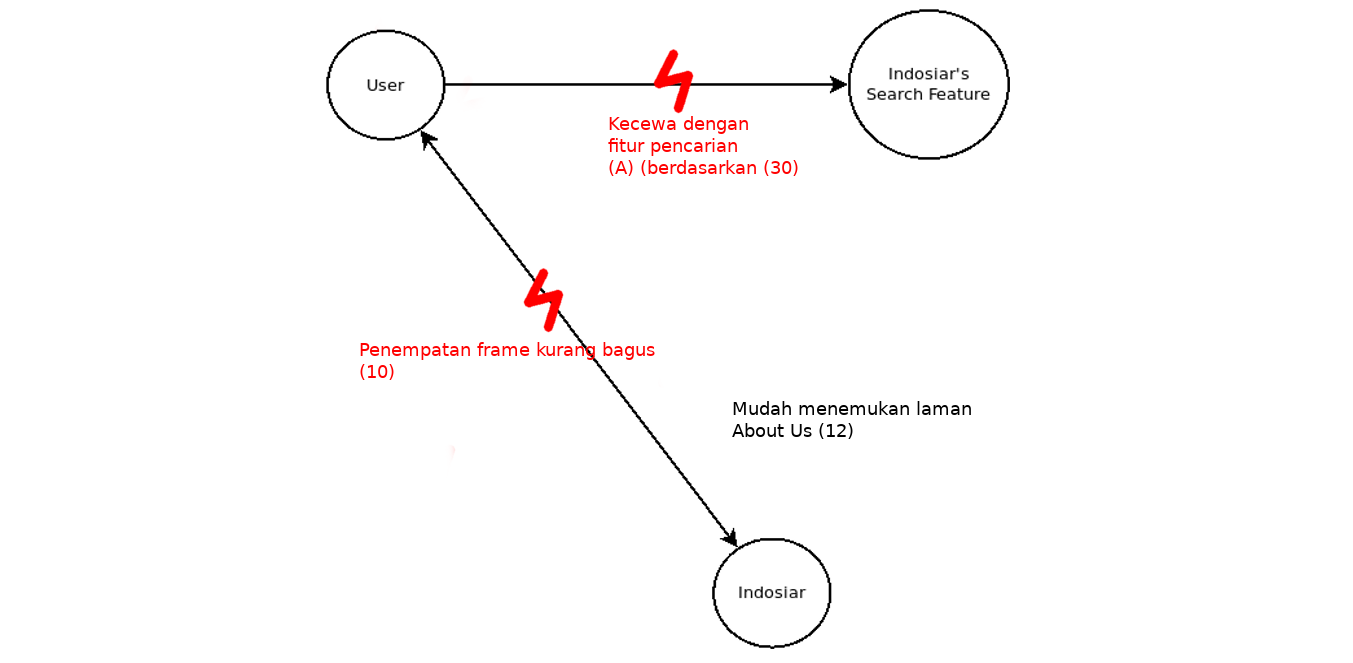 User
Indosiar's
Search Feature
Kecewa dengan
fitur pencarian
(A) (berdasarkan (30)
Penempatan frame kurang bagus
(10)
Mudah menemukan laman
About Us (12)
Indosiar